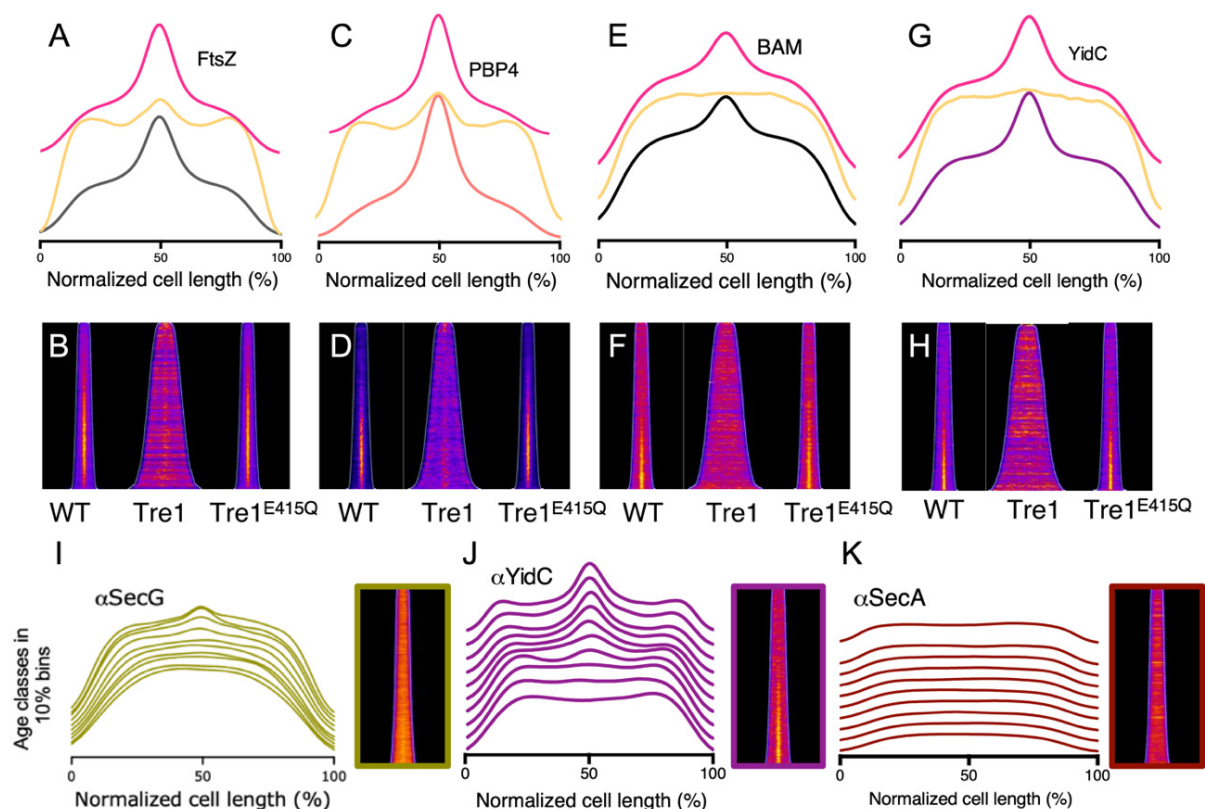 A
FtsZ
C
PBP4
E
BAM
G
YidC
0 50 100
0 50 100
0 50 100
0 50 100
Normalized cell length (%)
Normalized cell length (%)
Normalized cell length (%)
Normalized cell length (%)
B
D
F
H
WT Tre1 Tre1E415Q
WT Tre1 Tre1E415Q
WT Tre1 Tre1E415Q
WT Tre1 Tre1E415Q
I
αSecG
J
αYidC
K
αSecA
Age classes in
10% bins
0 50 100
0 50 100
0 50 100
Normalized cell length (%)
Normalized cell length (%)
Normalized cell length (%)